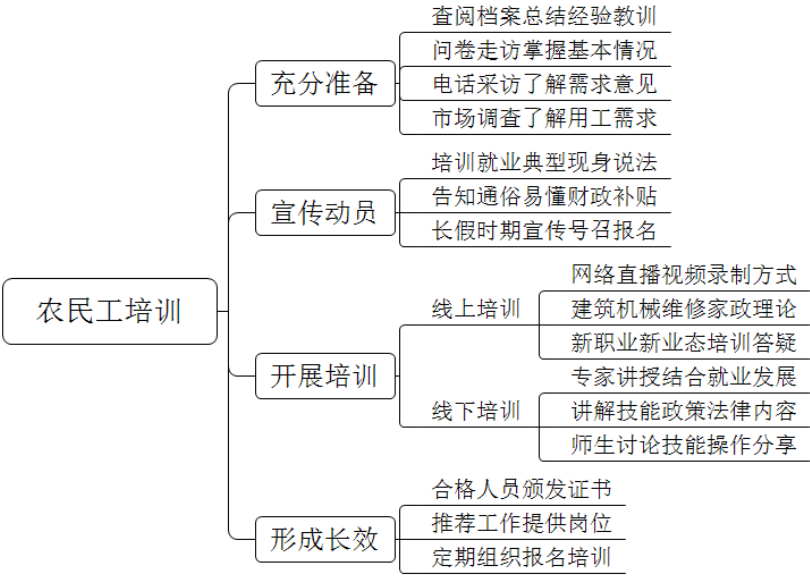 农民工培训
充分准备
查阅档案总结经验教训
问卷走访掌握基本情况
电话采访了解需求意见
市场调查了解用工需求
宣传动员
培训就业典型现身说法
告知通俗易懂财政补贴
长假时期宣传号召报名
开展培训
线上培训
网络直播视频录制方式
建筑机械维修家政理论
新职业新业态培训答疑
线下培训
专家讲授结合就业发展
讲解技能政策法律内容
师生讨论技能操作分享
形成长效
合格人员颁发证书
推荐工作提供岗位
定期组织报名培训